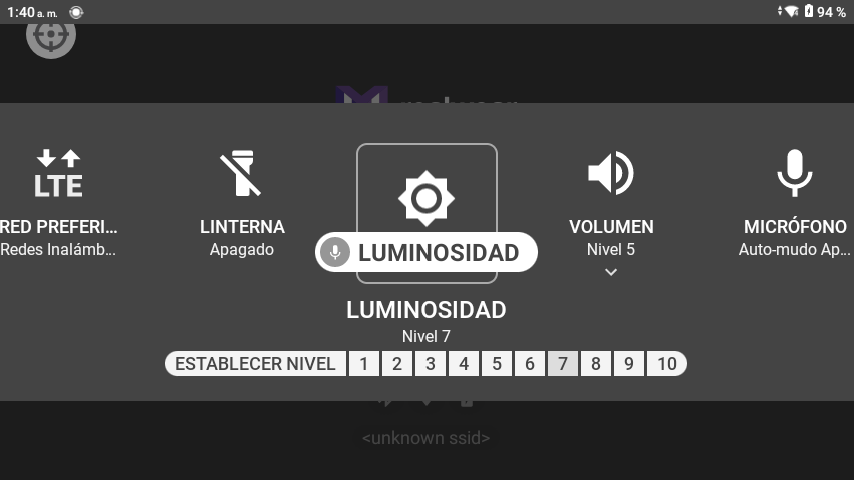 1:40 a. m.
94 %
LTE
RED PREFERI...
Redes Inalámb...
LINTERNA
Apagado
LUMINOSIDAD
VOLUMEN
Nivel 5
MICRÓFONO
Auto-mudo Ap...
LUMINOSIDAD
Nivel 7
ESTABLECER NIVEL 1 2 3 4 5 6 7 8 9 10
<unknown ssid>